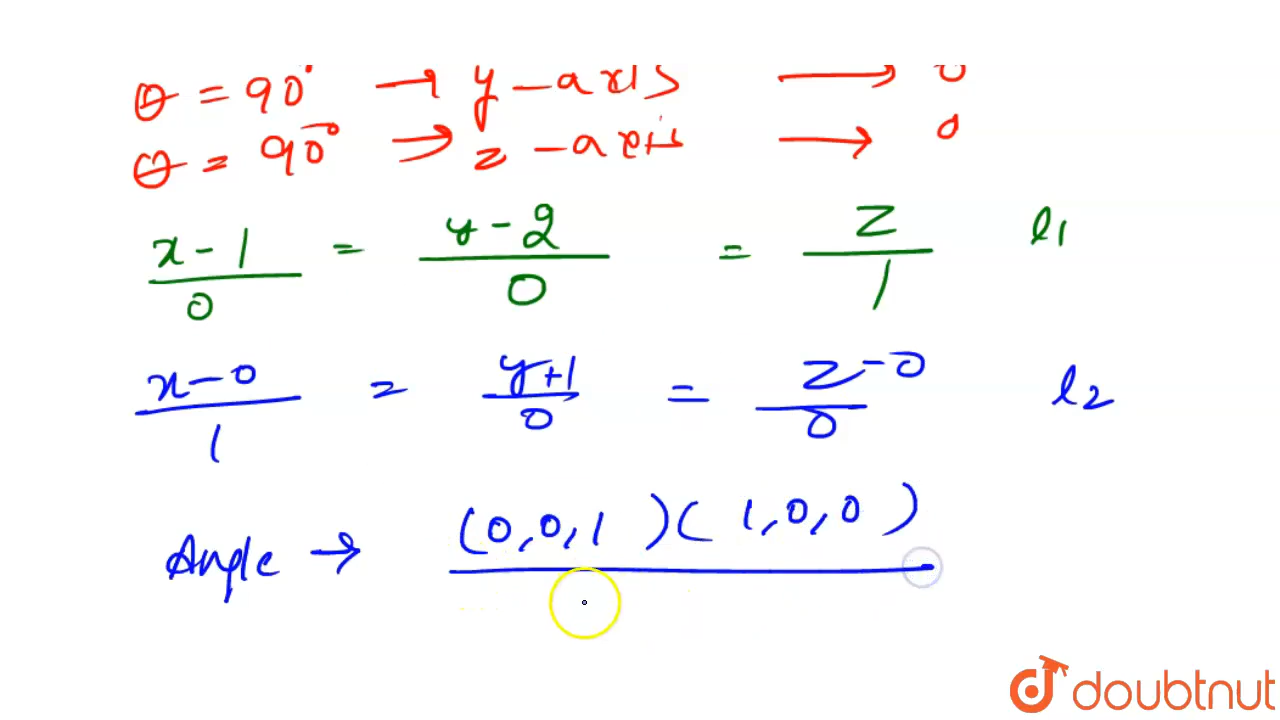 θ = 90° → y-axis → 0
θ = 90° → z-axis → 0
x-1/0 = y-2/0 = z/1 l1
x-0/1 = y+1/0 = z-0/0 l2
Angle → (0,0,1)(1,0,0)
doubtnut